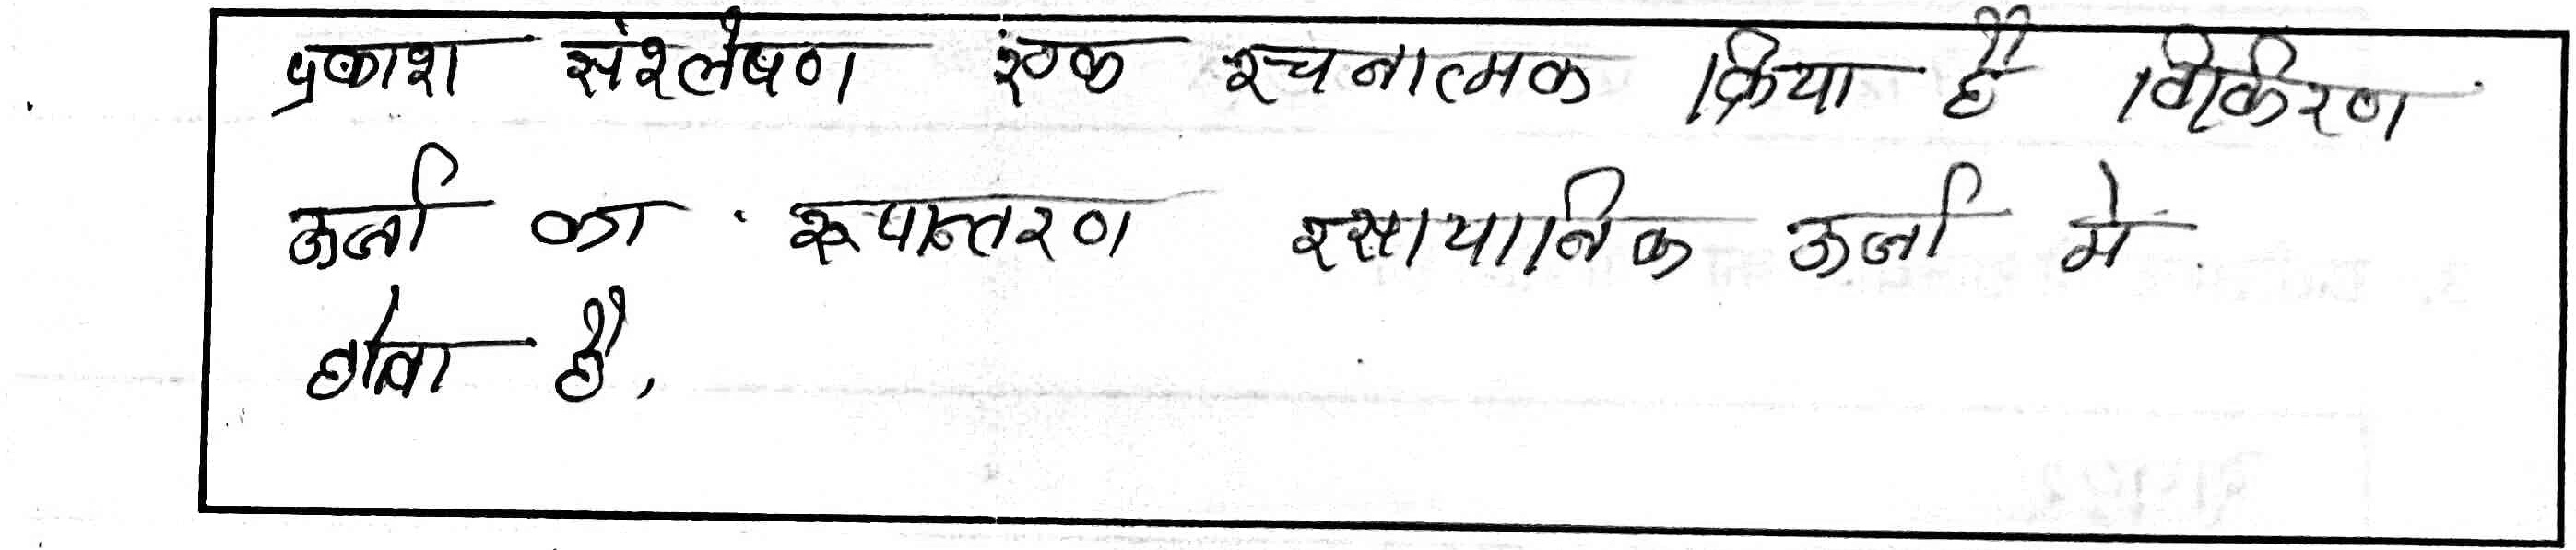 प्रकाश संश्लेषण एक रचनात्मक क्रिया है विकिरण
ऊर्जा का रूपान्तरण रसायानिक ऊर्जा मे
होता है,